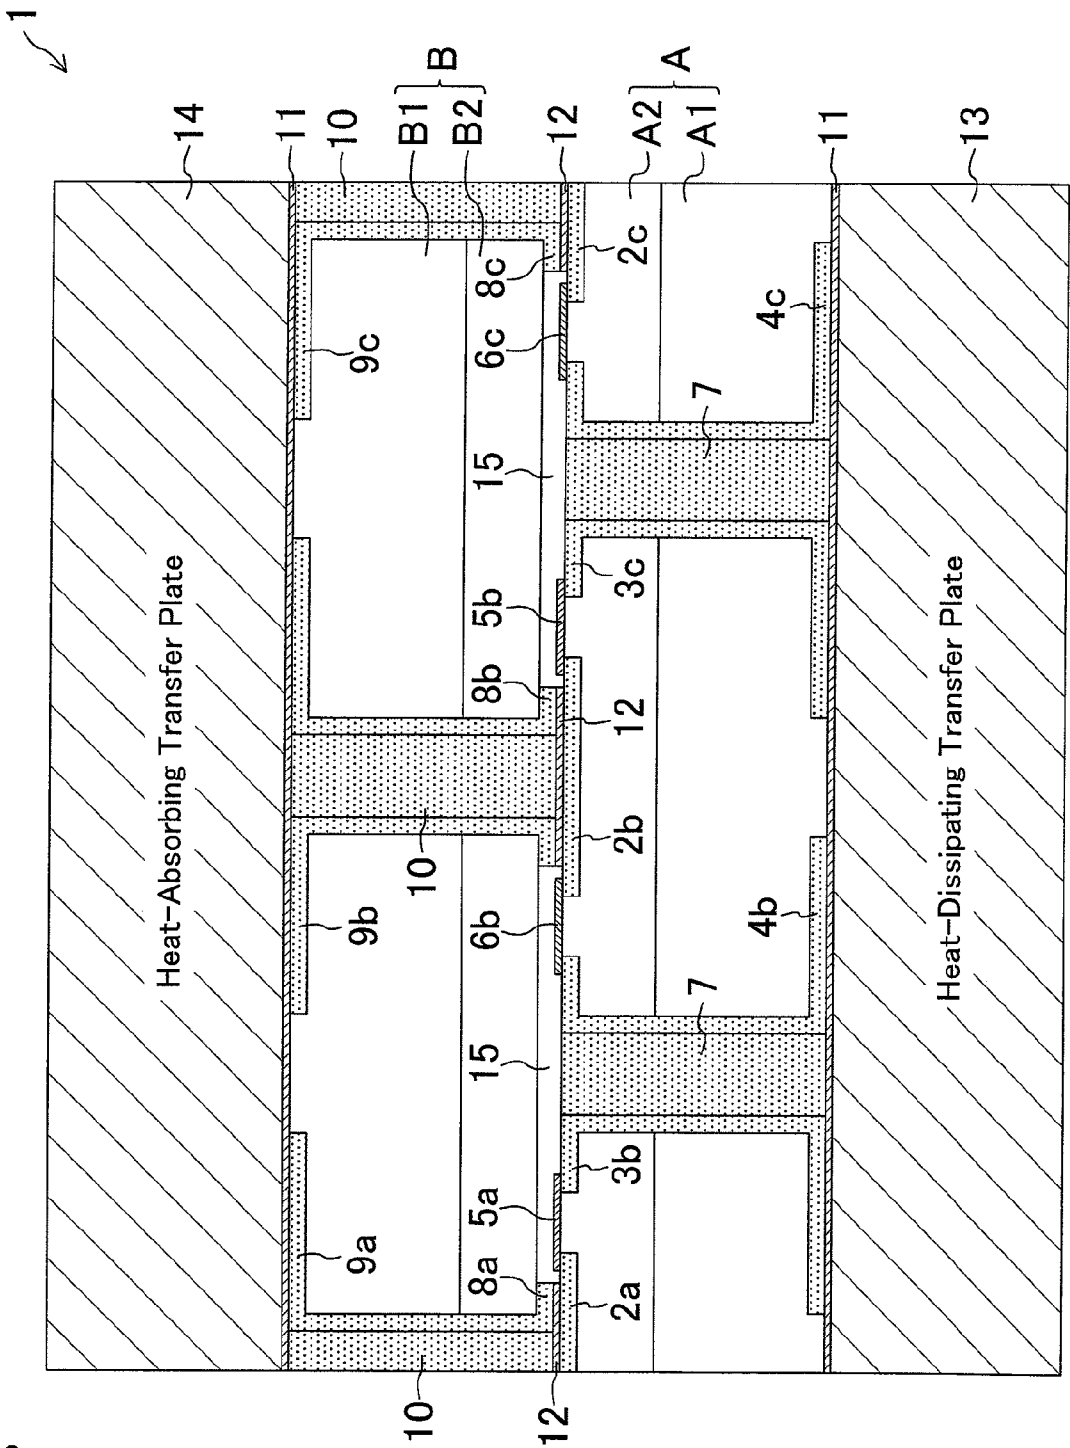 1
14
11
10
B1
B
B2
12
A2
A
A1
11
13
Heat-Absorbing Transfer Plate
9c
8c
6c
2c
4c
15
7
5b
3c
8b
12
9b
10
6b
2b
4b
15
7
9a
5a
3b
8a
2a
10
12
Heat-Dissipating Transfer Plate